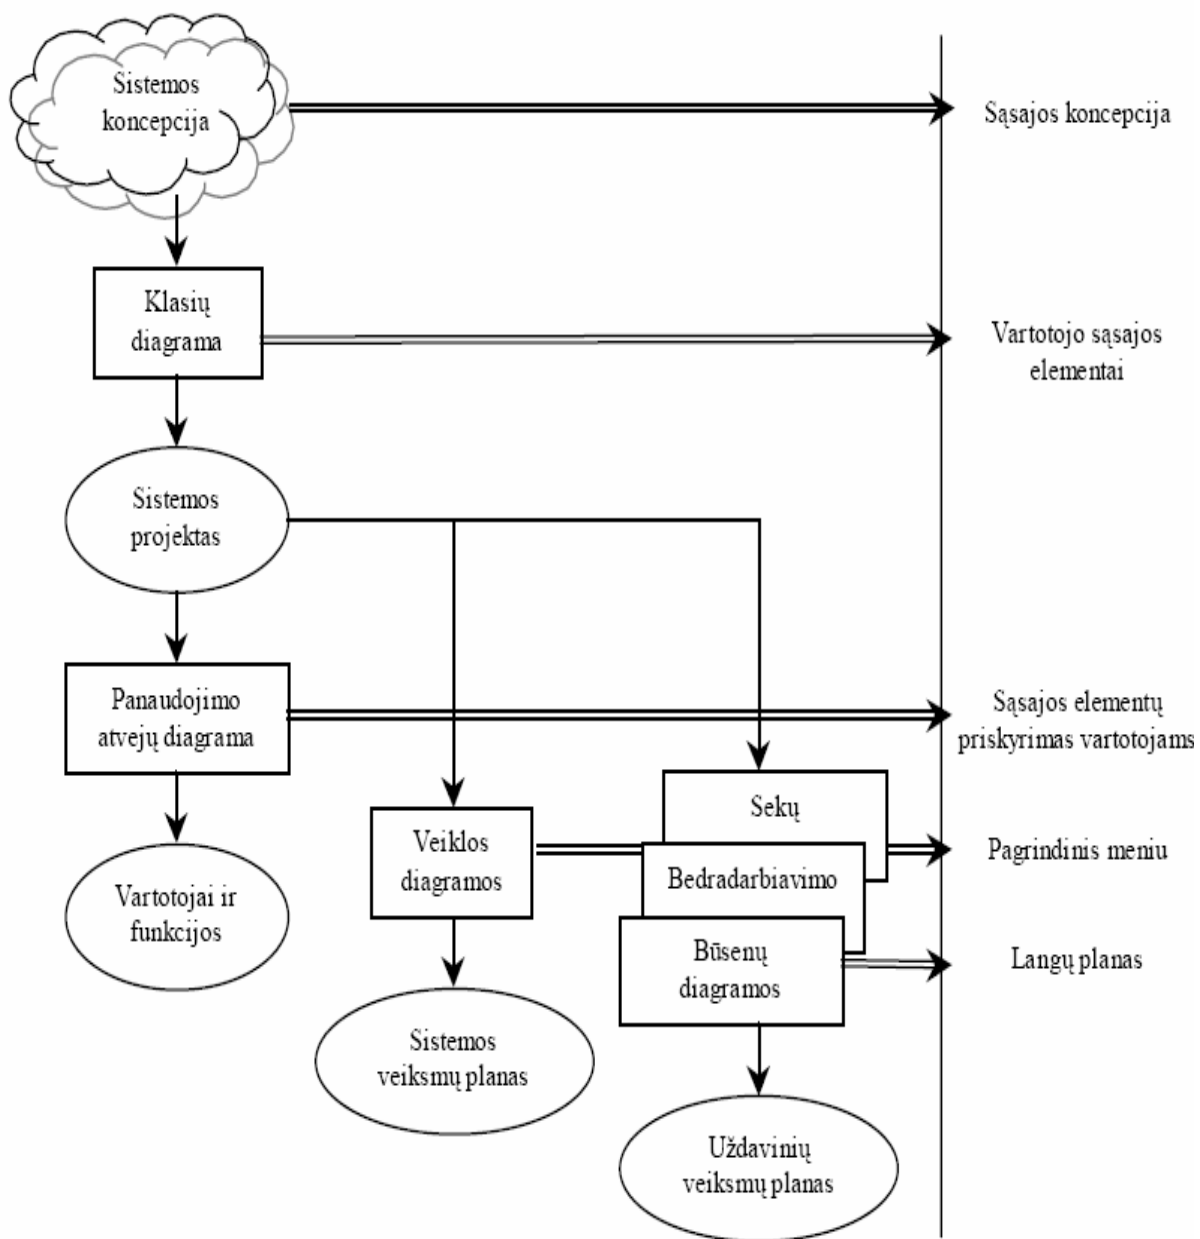 Sistemos
koncepcija
Sąsajos koncepcija
Klasių
diagrama
Vartotojo sąsajos
elementai
Sistemos
projektas
Panaudojimo
atvejų diagrama
Sąsajos elementų
priskyrimas vartotojams
Sekų
Veiklos
diagramos
Pagrindinis meniu
Bedradarbiavimo
Vartotojai ir
funkcijos
Būsenų
diagramos
Langų planas
Sistemos
veiksmų planas
Uždavinių
veiksmų planas